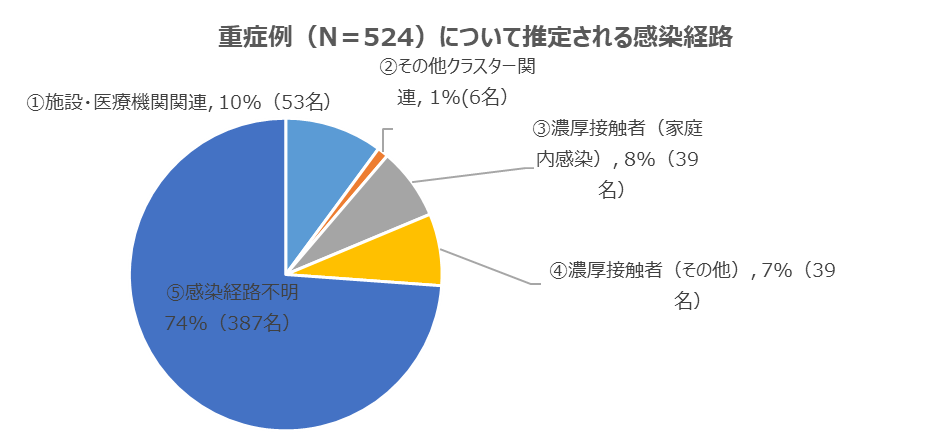 重症例（N＝524）について推定される感染経路
②その他クラスター関
連, 1%(6名）
①施設・医療機関関連, 10%（53名）
③濃厚接触者（家庭
内感染）, 8%（39
名）
④濃厚接触者（その他）, 7%（39
名）
⑤感染経路不明
74%（387名）